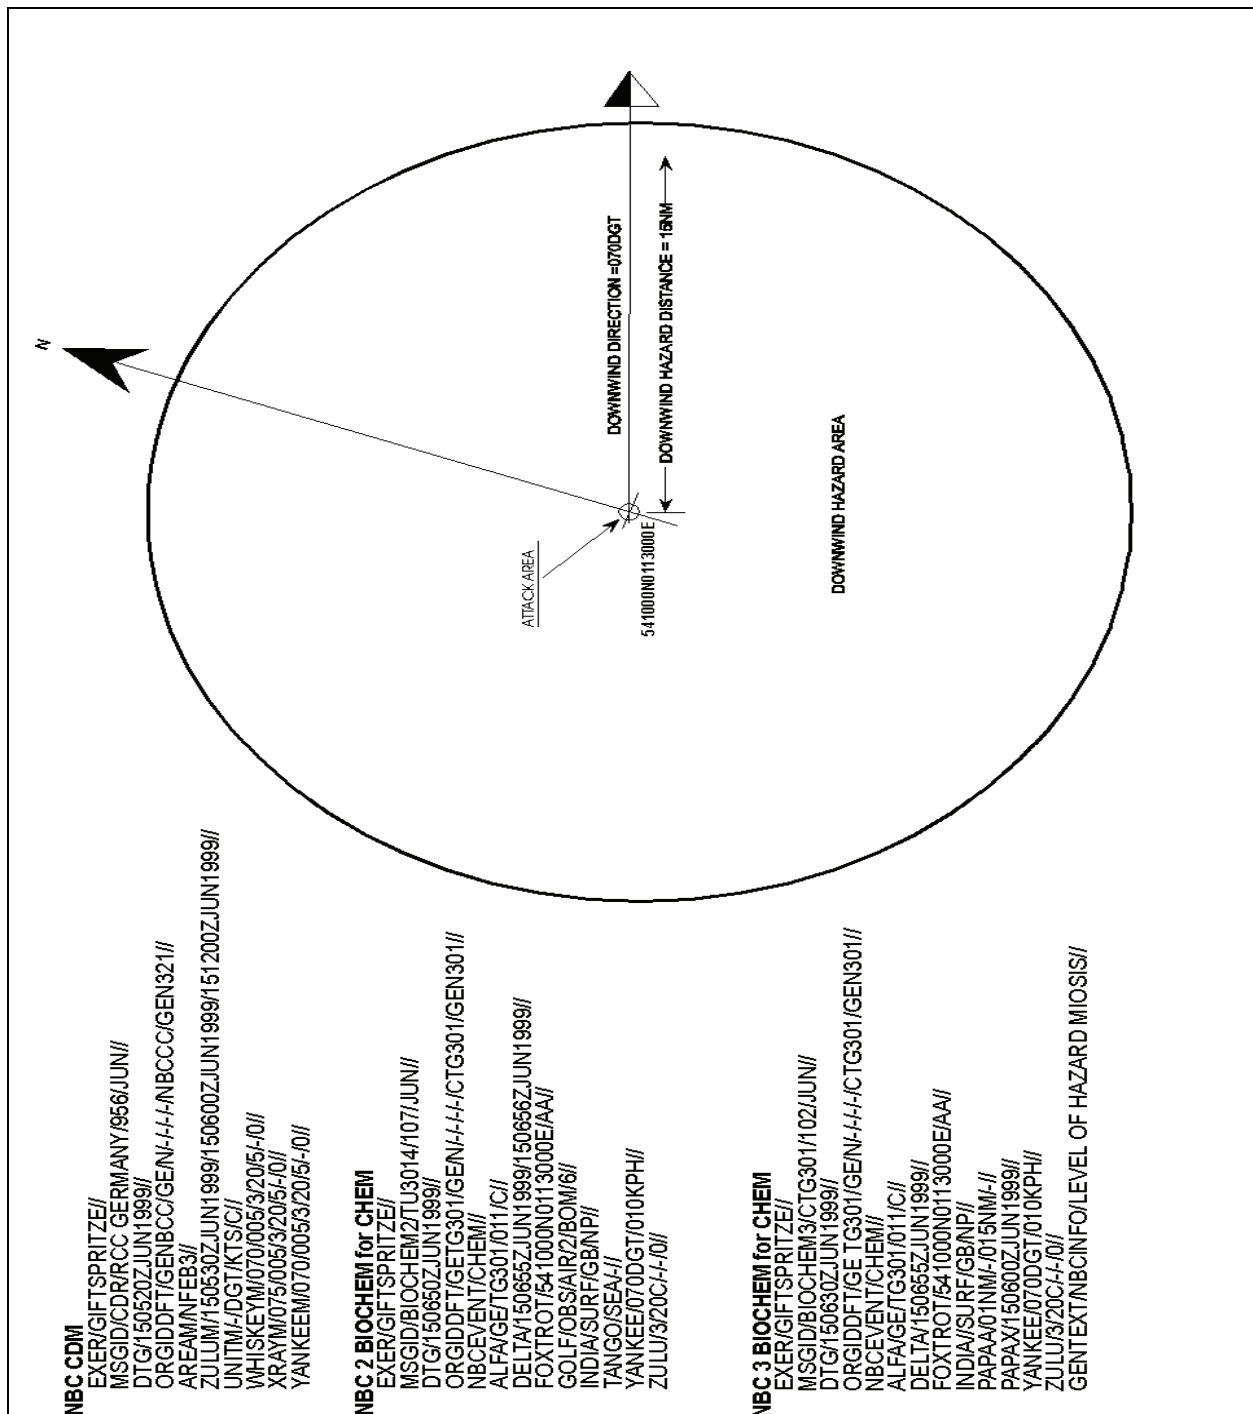 NBC CDM
EXER/GIFTSPRITZE//
MSGID/CDR/RCC GERMANY/956/JUN//
DTG/150520ZJUN1999//
ORGIDDFT/GENBCC/GE/N/-/-/-/NBCCC/GEN321//
AREAM/NFEB3//
ZULUM/150530ZJUN1999/150600ZJUN1999/151200ZJUN1999//
UNITM/-/DGT/KTS/C//
WHISKEYM/070/005/3/20/5/-/0//
XRAYM/075/005/3/20/5/-/0//
YANKEEM/070/005/3/20/5/-/0//
NBC 2 BIOCHEM for CHEM
EXER/GIFTSPRITZE//
MSGID/BIOCHEM2/TU3014/107/JUN//
DTG/150650ZJUN1999//
ORGIDDFT/GETG301/GE/N/-/-/-/CTG301/GEN301//
NBCEVENT/CHEM//
ALFA/GE/TG301/011/C//
DELTA/150655ZJUN1999/150656ZJUN1999//
FOXTROT/541000N0113000E/AA//
GOLF/OBS/AIR/2/BOM/6//
INDIA/SURF/GB/NP//
TANGO/SEA/-//
YANKEE/070DGT/010KPH//
ZULU/3/20C/-/-/0//
NBC 3 BIOCHEM for CHEM
EXER/GIFTSPRITZE//
MSGID/BIOCHEM3/CTG301/102/JUN//
DTG/150630ZJUN1999//
ORGIDDFT/GE TG301/GE/N/-/-/-/CTG301/GEN301//
NBCEVENT/CHEM//
ALFA/GE/TG301/011/C//
DELTA/150655ZJUN1999//
FOXTROT/541000N0113000E/AA//
INDIA//SURF/GB/NP//
PAPAA/01NM/-/-/015NM/-//
PAPAX/150600ZJUN1999//
YANKEE/070DGT/010KPH//
ZULU/3/20C/-/-/0//
GENTEXT/NBCINFO/LEVEL OF HAZARD MIOSIS//
N
ATTACK AREA
DOWNWIND DIRECTION =070DGT
541000N0113000E
DOWNWIND HAZARD DISTANCE = 15NM
DOWNWIND HAZARD AREA